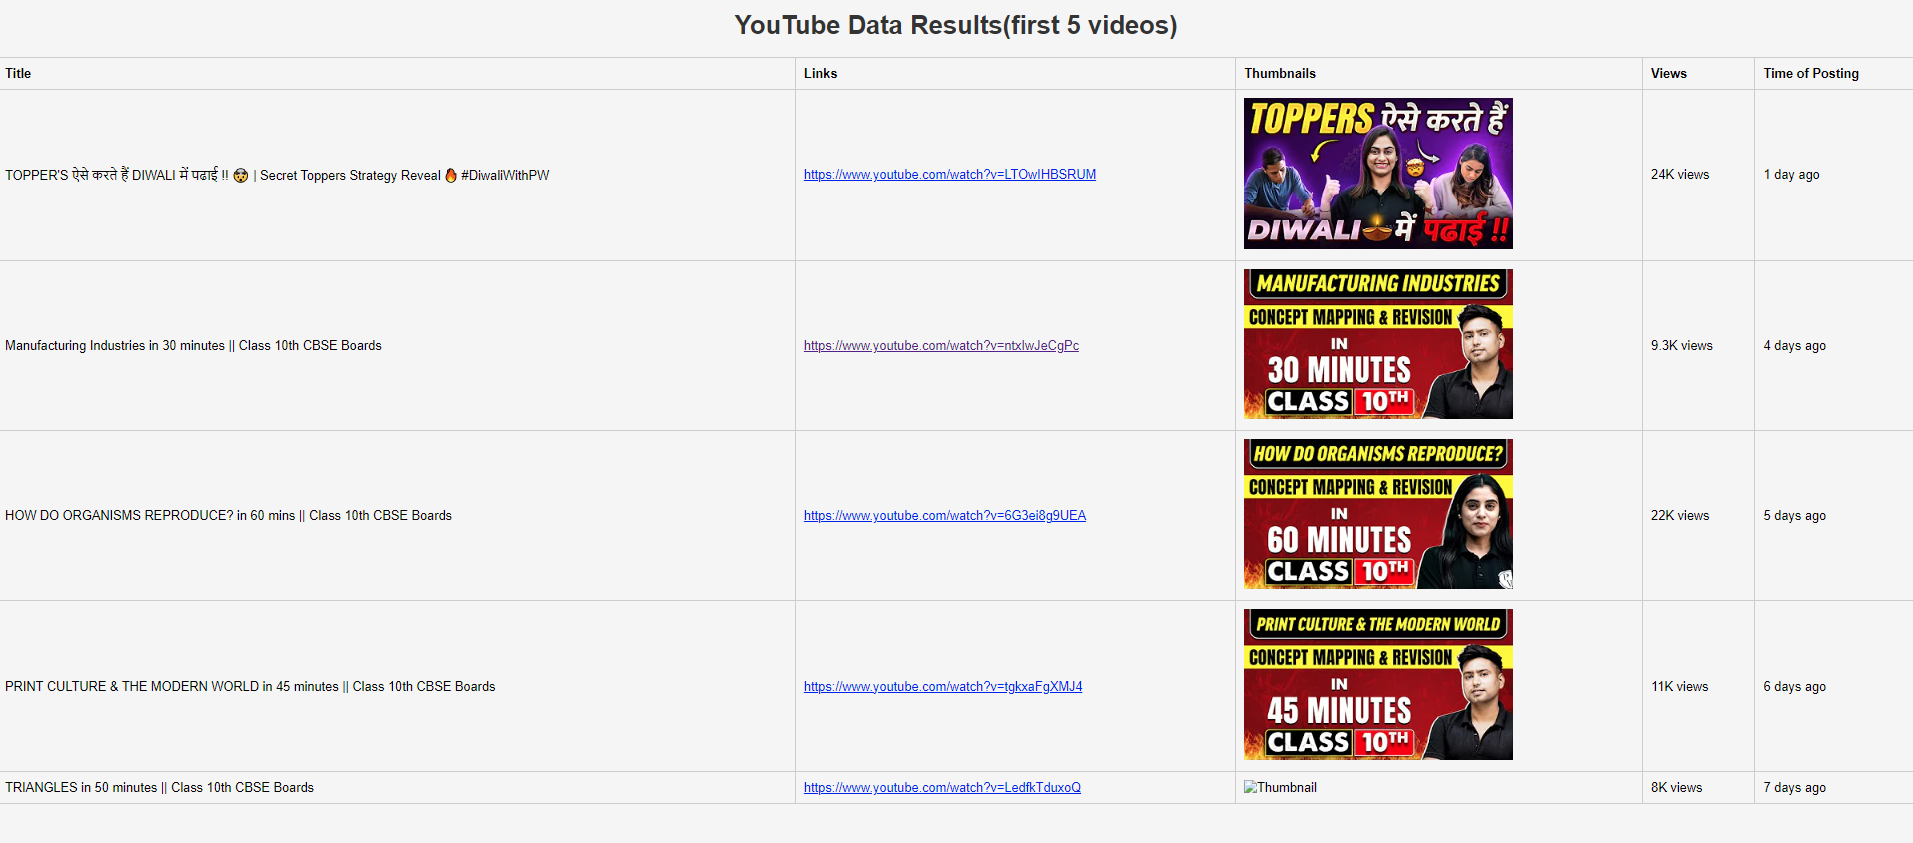 YouTube Data Results(first 5 videos)
Title Links Thumbnails Views Time of Posting
TOPPER'S ऐसे करते हैं DIWALI में पढाई !! 😨 | Secret Toppers Strategy Reveal 🔥 #DiwaliWithPW https://www.youtube.com/watch?v=LTOwIHBSRUM
TOPPERS ऐसे करते हैं
DIWALI में पढाई !!
24K views 1 day ago
Manufacturing Industries in 30 minutes || Class 10th CBSE Boards https://www.youtube.com/watch?v=ntxIwJeCgPc
MANUFACTURING INDUSTRIES
CONCEPT MAPPING & REVISION
IN
30 MINUTES
CLASS 10TH
9.3K views 4 days ago
HOW DO ORGANISMS REPRODUCE? in 60 mins || Class 10th CBSE Boards https://www.youtube.com/watch?v=6G3ei8g9UEA
HOW DO ORGANISMS REPRODUCE?
CONCEPT MAPPING & REVISION
IN
60 MINUTES
CLASS 10TH
22K views 5 days ago
PRINT CULTURE & THE MODERN WORLD in 45 minutes || Class 10th CBSE Boards https://www.youtube.com/watch?v=tgkxaFgXMJ4
PRINT CULTURE & THE MODERN WORLD
CONCEPT MAPPING & REVISION
IN
45 MINUTES
CLASS 10TH
11K views 6 days ago
TRIANGLES in 50 minutes || Class 10th CBSE Boards https://www.youtube.com/watch?v=LedfkTduxoQ Thumbnail 8K views 7 days ago